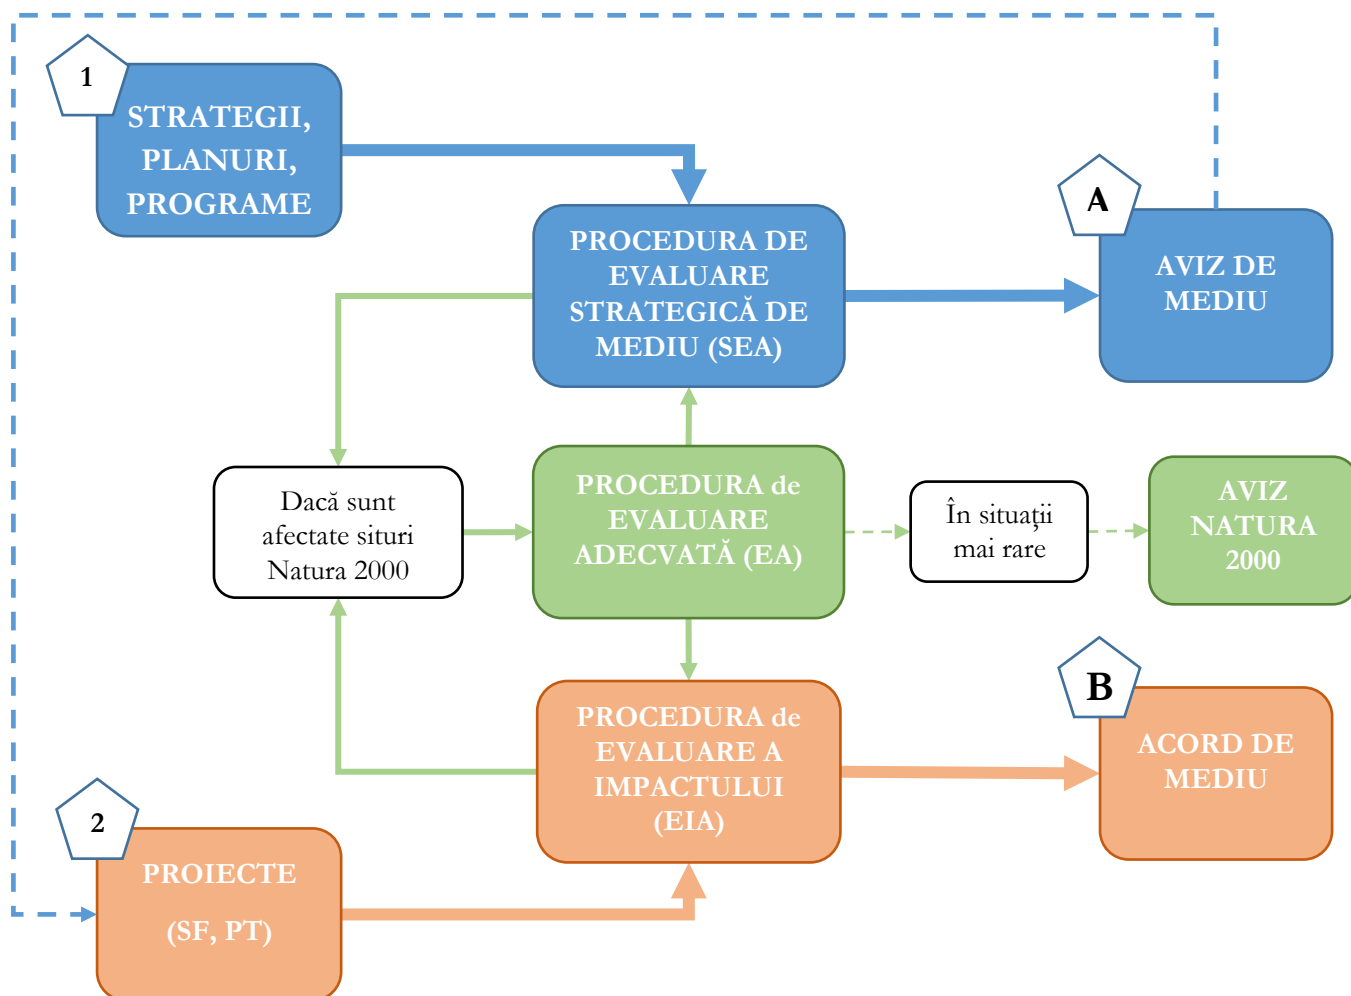 1
STRATEGII,
PLANURI,
PROGRAME
PROCEDURA DE
EVALUARE
STRATEGICĂ DE
MEDIU (SEA)
A
AVIZ DE
MEDIU
Dacă sunt
afectate situri
Natura 2000
PROCEDURA de
EVALUARE
ADECVATĂ (EA)
În situaţii
mai rare
AVIZ
NATURA
2000
PROCEDURA de
EVALUARE A
IMPACTULUI
(EIA)
B
ACORD DE
MEDIU
2
PROIECTE
(SF, PT)